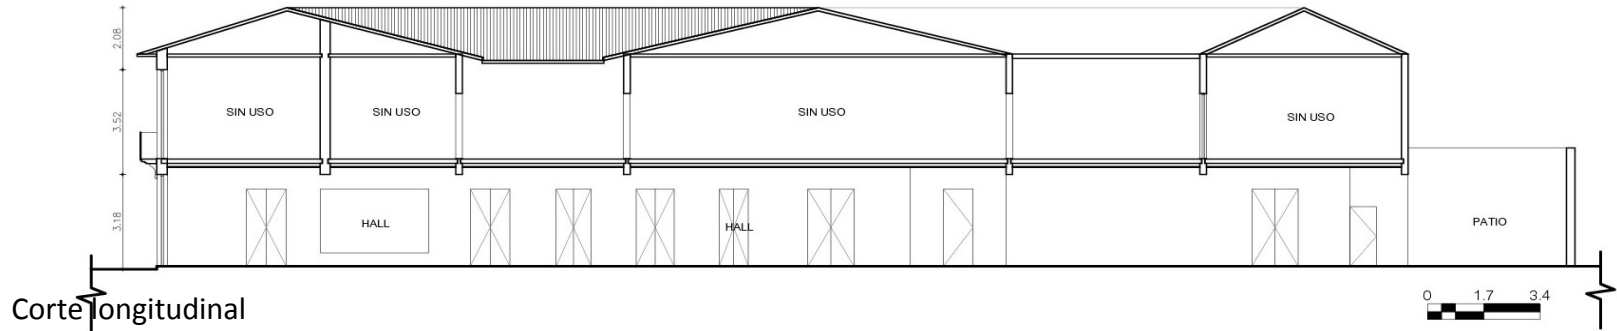 2.08
3.52
3.18
SIN USO
SIN USO
SIN USO
SIN USO
HALL
HALL
PATIO
0 1.7 3.4
Corte longitudinal